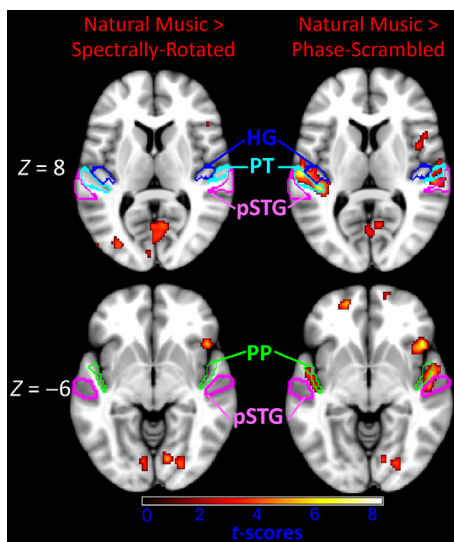 Natural Music >
Spectrally-Rotated
Natural Music >
Phase-Scrambled
HG
Z = 8
PT
pSTG
PP
Z = −6
pSTG
0 2 4 6 8
t-scores